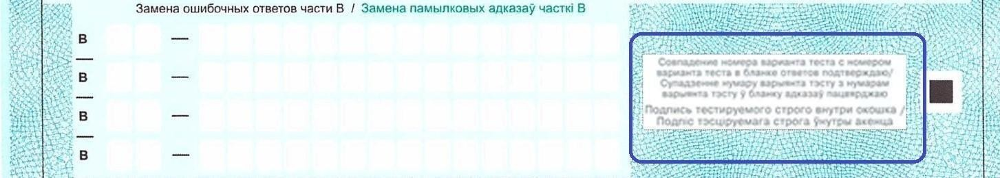 Замена ошибочных ответов части В / Замена памылковых адказаў часткі В
В —
В —
В —
В —
Совпадение номера варианта теста с номером
варианта теста в бланке ответов подтверждаю/
Супадзенне нумару варыянта тэсту з нумарам
варыянта тэсту ў бланку адказаў пацвярджаю
Подпись тестируемого строго внутри окошка /
Подпіс тэсціруемага строга ўнутры акенца